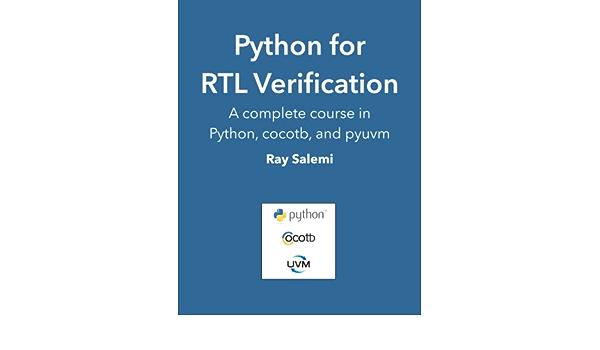 Python for
RTL Verification
A complete course in
Python, cocotb, and pyuvm
Ray Salemi
python
cocotb
UVM